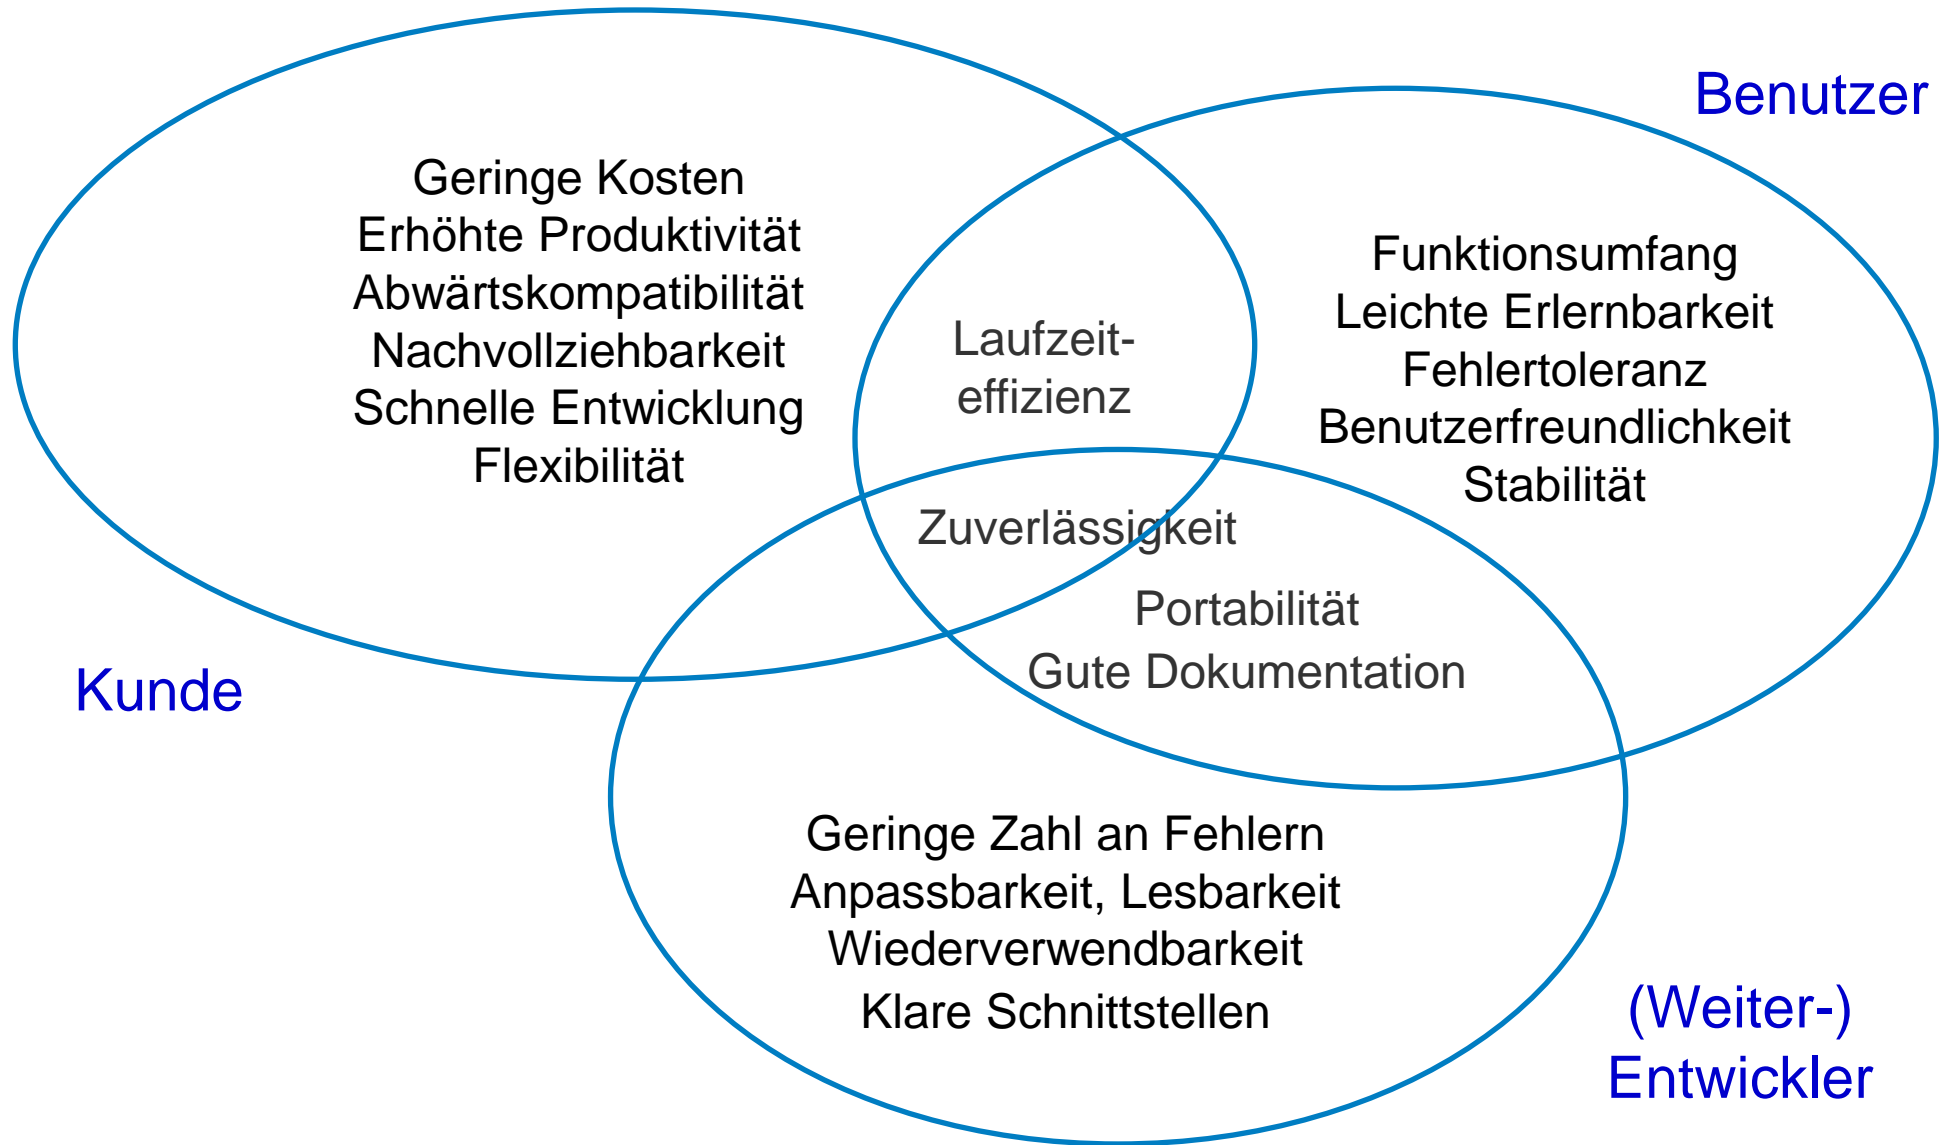 Benutzer
Geringe Kosten
Erhöhte Produktivität
Abwärtskompatibilität
Nachvollziehbarkeit
Schnelle Entwicklung
Flexibilität
Funktionsumfang
Leichte Erlernbarkeit
Fehlertoleranz
Benutzerfreundlichkeit
Stabilität
Laufzeit-
effizienz
Zuverlässigkeit
Portabilität
Gute Dokumentation
Kunde
Geringe Zahl an Fehlern
Anpassbarkeit, Lesbarkeit
Wiederverwendbarkeit
Klare Schnittstellen
(Weiter-)
Entwickler